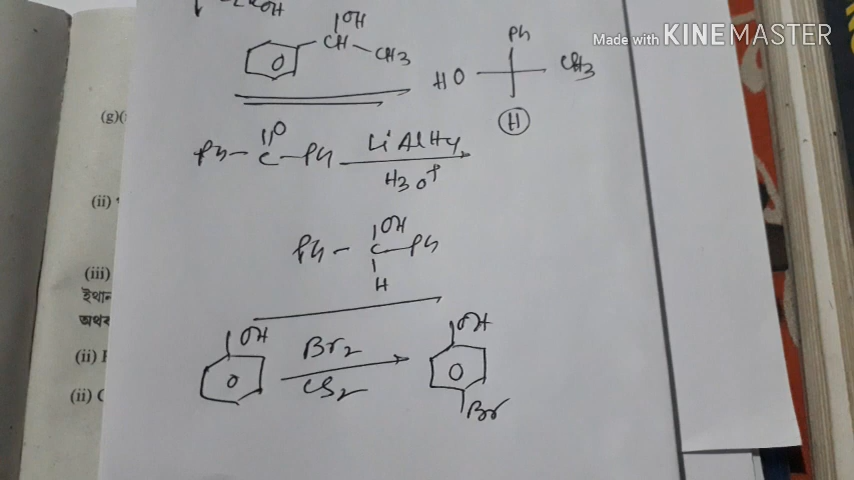 OH
CH
CH3
Made with KINEMASTER
Ph
HO
CH3
H
(g)(
O
Ph - C - Ph
LiAlH4
H3O+
(ii)
OH
Ph - C - Ph
H
(iii)
ইথান
অথব
OH
Br2
CS2
OH
Br
(ii)
(ii) C